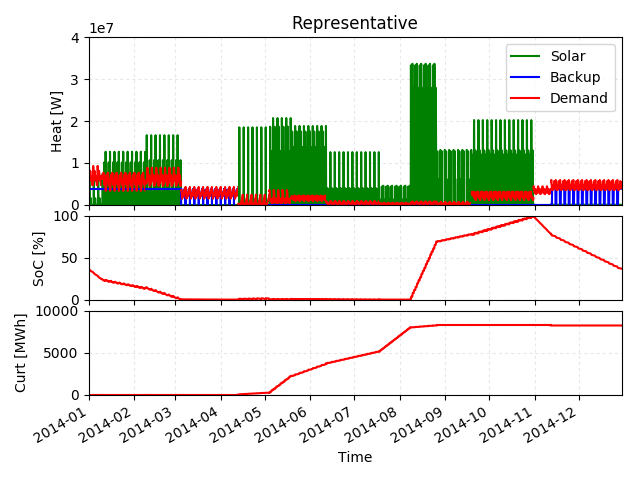 Representative
1e7
4
3
2
1
0
Heat [W]
Solar
Backup
Demand
100
50
0
SoC [%]
10000
5000
0
Curt [MWh]
2014-01
2014-02
2014-03
2014-04
2014-05
2014-06
2014-07
2014-08
2014-09
2014-10
2014-11
2014-12
Time